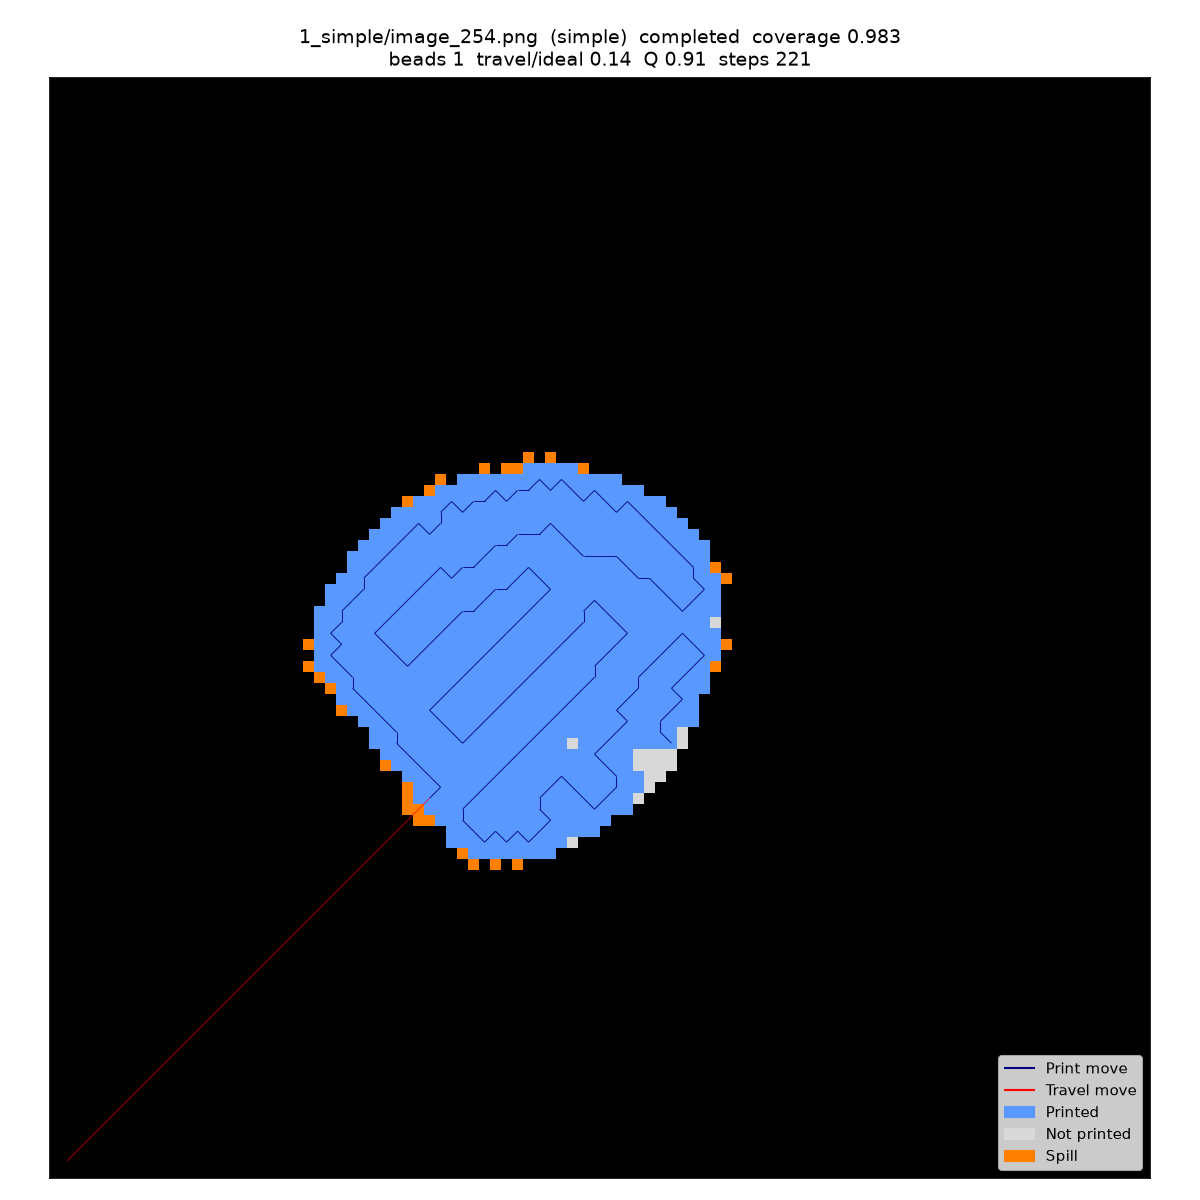 1_simple/image_254.png  (simple)  completed  coverage 0.983
beads 1  travel/ideal 0.14  Q 0.91  steps 221
Print move
Travel move
Printed
Not printed
Spill